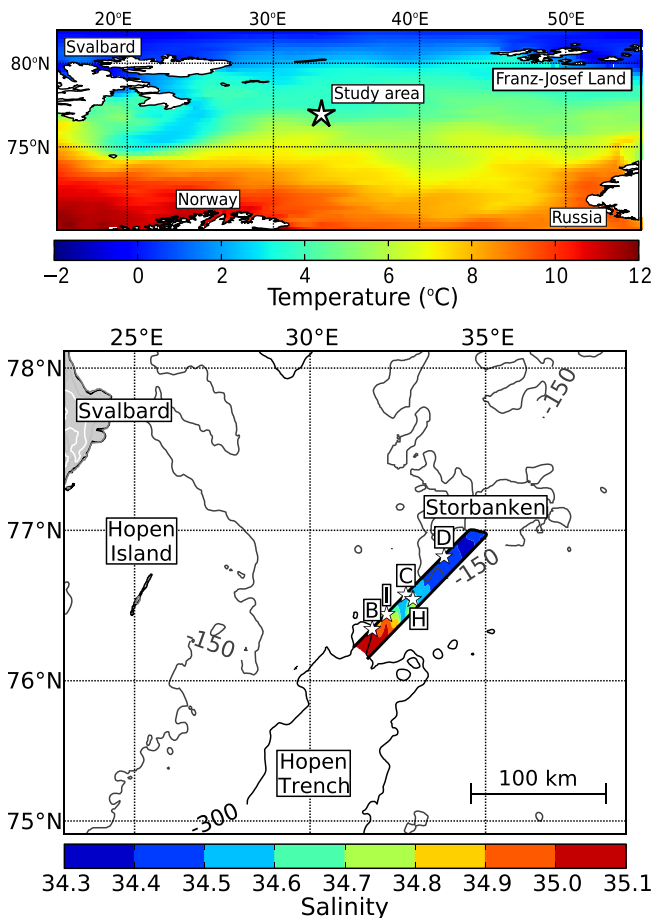 20°E 30°E 40°E 50°E
Svalbard
80°N
Franz-Josef Land
Study area
75°N
Norway
Russia
−2 0 2 4 6 8 10 12
Temperature (°C)
25°E 30°E 35°E
78°N
-150
Svalbard
Storbanken
77°N
Hopen
Island
D
-150
C
I
B
H
-150
76°N
Hopen
Trench
100 km
-300
75°N
34.3 34.4 34.5 34.6 34.7 34.8 34.9 35.0 35.1
Salinity